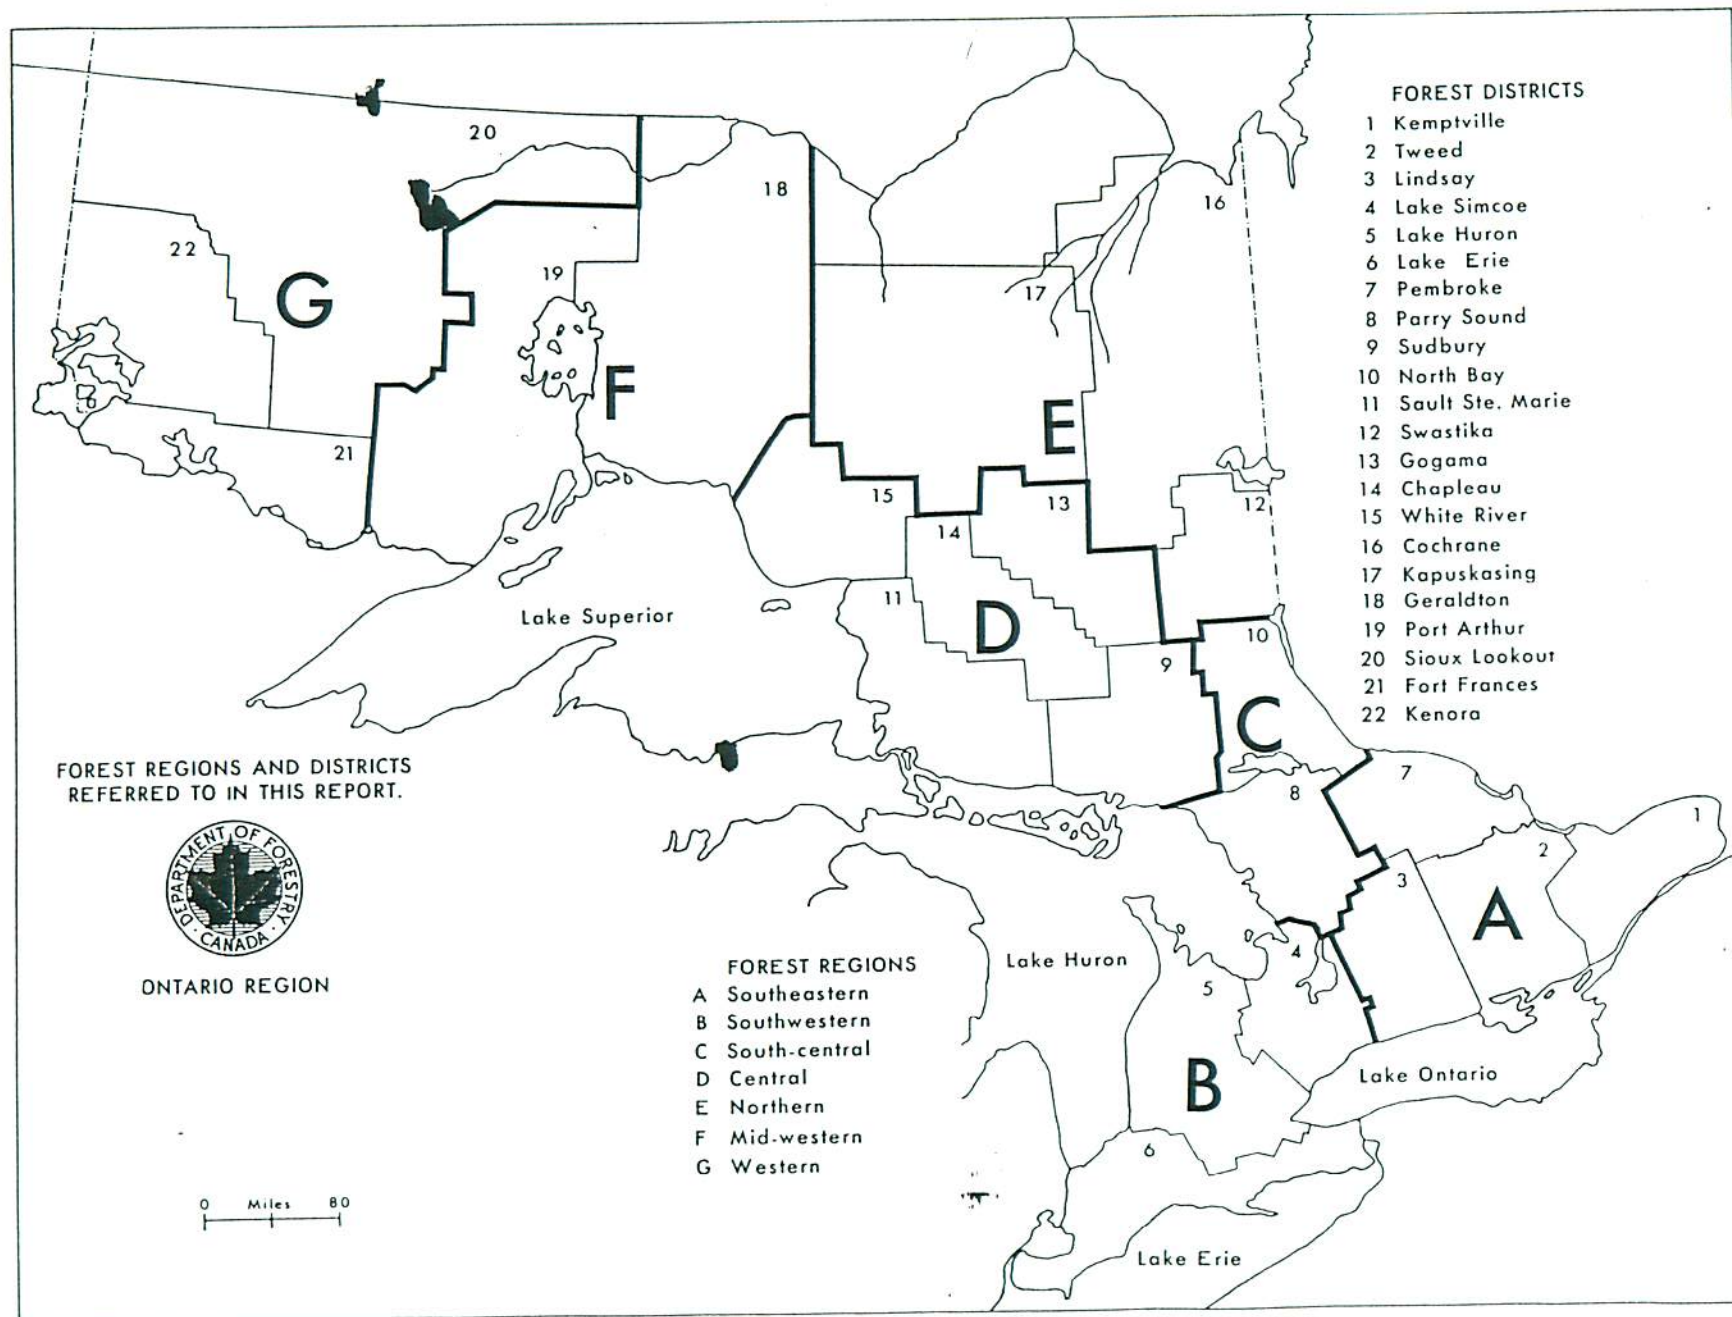 FOREST DISTRICTS
1 Kemptville
2 Tweed
3 Lindsay
4 Lake Simcoe
5 Lake Huron
6 Lake Erie
7 Pembroke
8 Parry Sound
9 Sudbury
10 North Bay
11 Sault Ste. Marie
12 Swastika
13 Gogama
14 Chapleau
15 White River
16 Cochrane
17 Kapuskasing
18 Geraldton
19 Port Arthur
20 Sioux Lookout
21 Fort Frances
22 Kenora
20
18
16
22
G
19
17
F
E
21
15
13
12
14
11
D
Lake Superior
10
9
C
7
8
1
2
3
A
4
5
Lake Huron
B
Lake Ontario
6
Lake Erie
FOREST REGIONS AND DISTRICTS
REFERRED TO IN THIS REPORT.
DEPARTMENT OF FORESTRY
· CANADA ·
ONTARIO REGION
FOREST REGIONS
A Southeastern
B Southwestern
C South-central
D Central
E Northern
F Mid-western
G Western
0 Miles 80